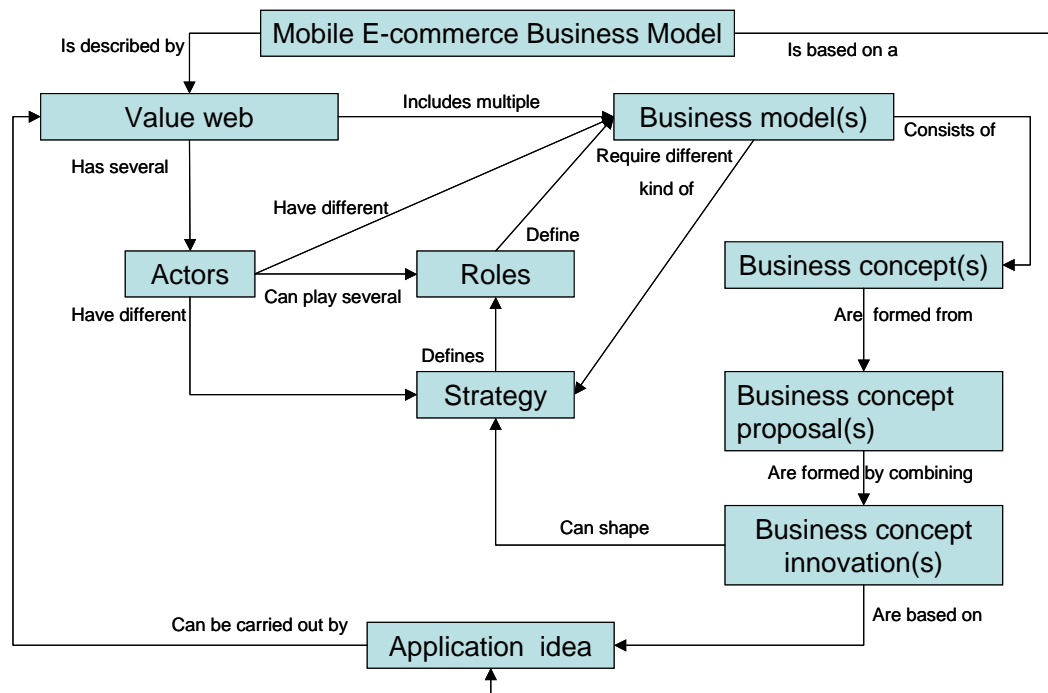 Mobile E-commerce Business Model
Is described by
Is based on a
Value web
Includes multiple
Business model(s)
Consists of
Has several
Require different
kind of
Have different
Define
Actors
Roles
Business concept(s)
Can play several
Have different
Are formed from
Defines
Strategy
Business concept
proposal(s)
Are formed by combining
Can shape
Business concept
innovation(s)
Can be carried out by
Are based on
Application idea